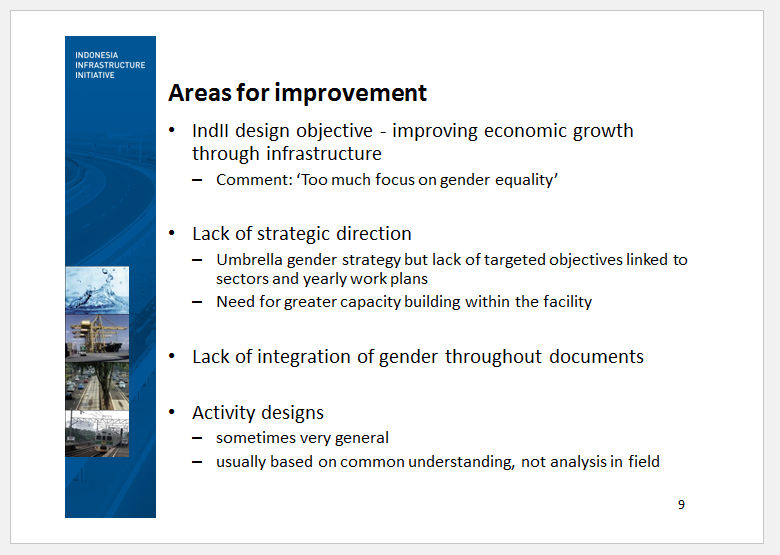 INDONESIA
INFRASTRUCTURE
INITIATIVE
Areas for improvement
• IndII design objective - improving economic growth
through infrastructure
– Comment: ‘Too much focus on gender equality’
• Lack of strategic direction
– Umbrella gender strategy but lack of targeted objectives linked to
sectors and yearly work plans
– Need for greater capacity building within the facility
• Lack of integration of gender throughout documents
• Activity designs
– sometimes very general
– usually based on common understanding, not analysis in field
9